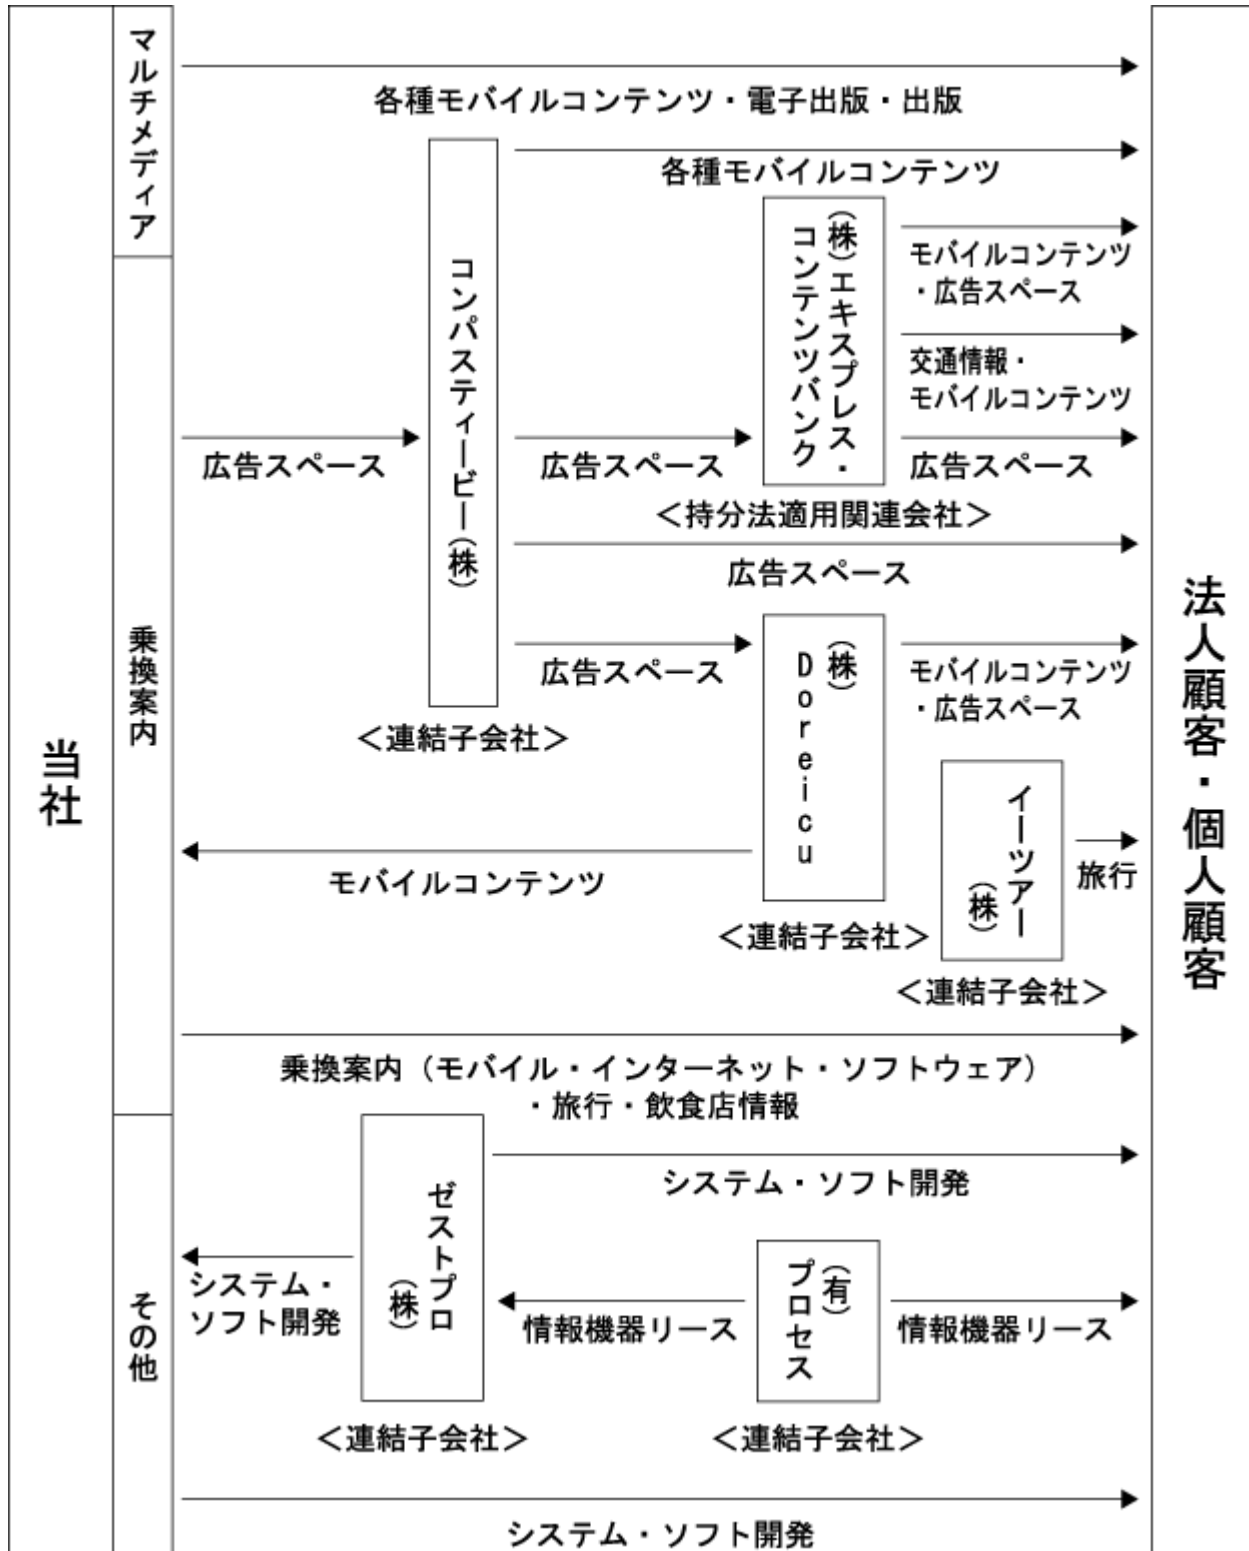 当社
マルチメディア
乗換案内
その他
各種モバイルコンテンツ・電子出版・出版
コンパスティービー(株)
<連結子会社>
各種モバイルコンテンツ
(株)エキスプレス・
コンテンツバンク
<持分法適用関連会社>
モバイルコンテンツ
・広告スペース
交通情報・
モバイルコンテンツ
広告スペース
広告スペース
広告スペース
広告スペース
広告スペース
(株)
Doreicu
<連結子会社>
モバイルコンテンツ
・広告スペース
イーツアー
(株)
<連結子会社>
旅行
モバイルコンテンツ
乗換案内（モバイル・インターネット・ソフトウェア）
・旅行・飲食店情報
ゼストプロ
(株)
<連結子会社>
システム・ソフト開発
システム・
ソフト開発
情報機器リース
(有)
プロセス
<連結子会社>
情報機器リース
システム・ソフト開発
法人顧客・個人顧客